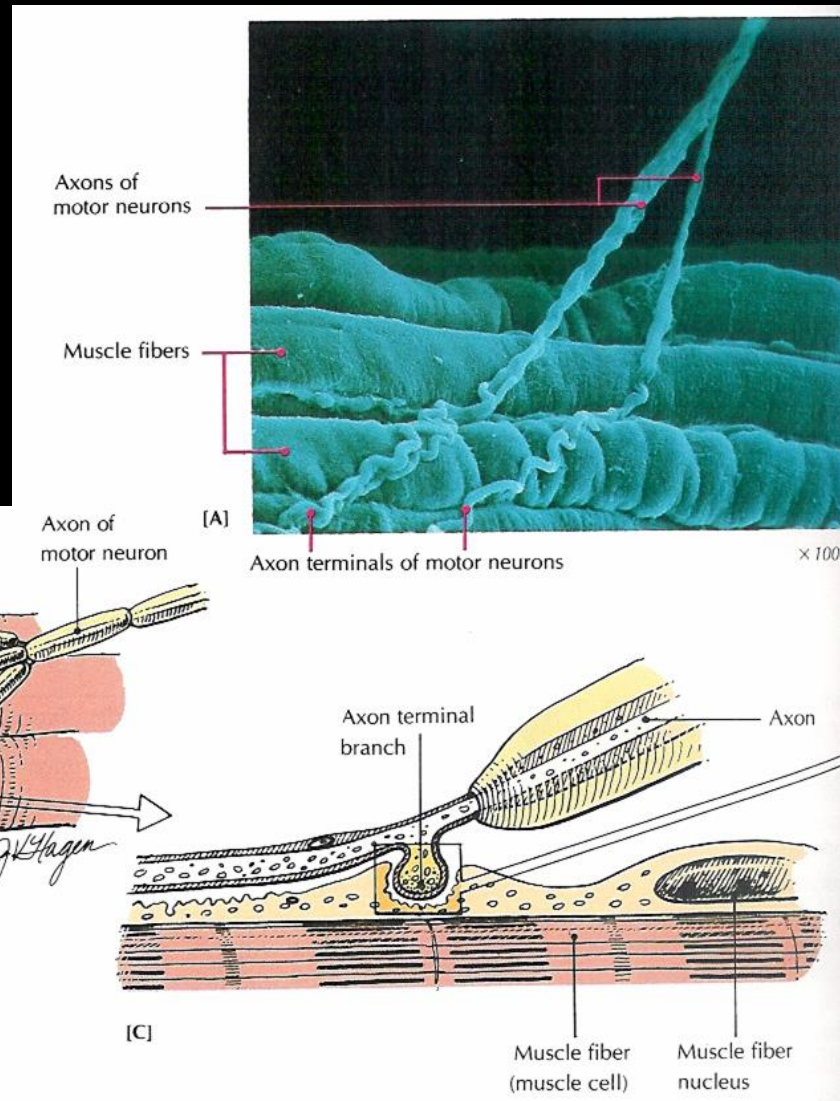 Axons of
motor neurons
Muscle fibers
[A]
Axon terminals of motor neurons
× 100
Axon of
motor neuron
Axon terminal
branch
Axon
[C]
Muscle fiber
(muscle cell)
Muscle fiber
nucleus